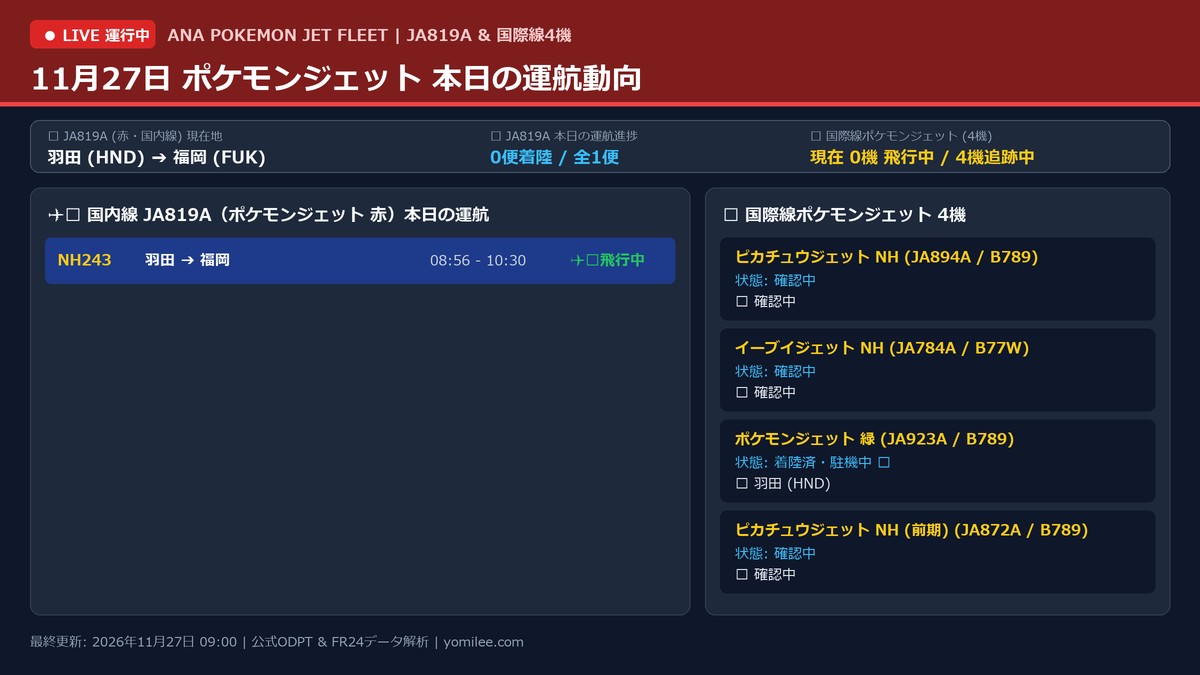 ● LIVE 運行中 ANA POKEMON JET FLEET | JA819A & 国際線4機
11月27日 ポケモンジェット 本日の運航動向
□ JA819A (赤・国内線) 現在地
羽田 (HND) → 福岡 (FUK)
□ JA819A 本日の運航進捗
0便着陸 / 全1便
□ 国際線ポケモンジェット (4機)
現在 0機 飛行中 / 4機追跡中
✈□ 国内線 JA819A（ポケモンジェット 赤）本日の運航
NH243 羽田 → 福岡 08:56 - 10:30 ✈□飛行中
□ 国際線ポケモンジェット 4機
ピカチュウジェット NH (JA894A / B789)
状態: 確認中
□ 確認中
イーブイジェット NH (JA784A / B77W)
状態: 確認中
□ 確認中
ポケモンジェット 緑 (JA923A / B789)
状態: 着陸済・駐機中 □
□ 羽田 (HND)
ピカチュウジェット NH (前期) (JA872A / B789)
状態: 確認中
□ 確認中
最終更新: 2026年11月27日 09:00 | 公式ODPT & FR24データ解析 | yomilee.com